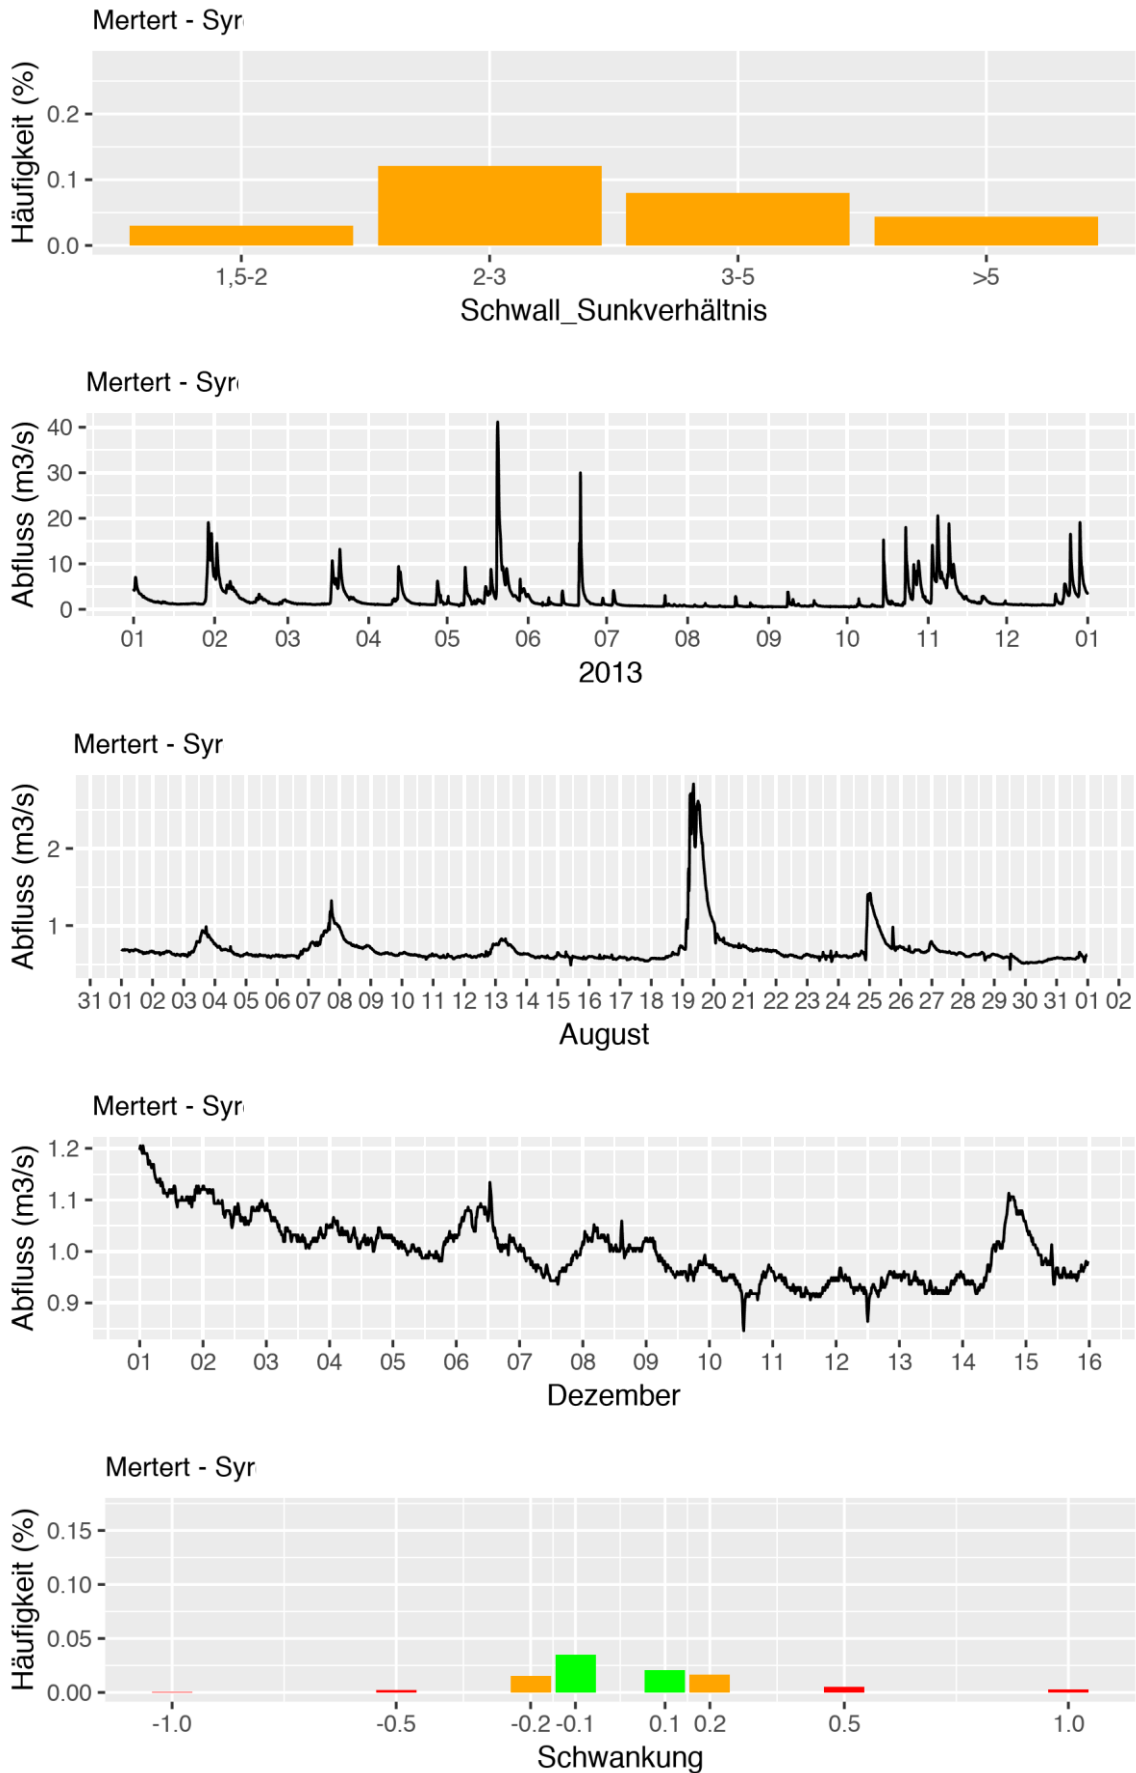 Mertert - Syr
Häufigkeit (%)
0.2
0.1
0.0
1,5-2 2-3 3-5 >5
Schwall_Sunkverhältnis
Mertert - Syr
Abfluss (m3/s)
40
30
20
10
0
01 02 03 04 05 06 07 08 09 10 11 12 01
2013
Mertert - Syr
Abfluss (m3/s)
2
1
31 01 02 03 04 05 06 07 08 09 10 11 12 13 14 15 16 17 18 19 20 21 22 23 24 25 26 27 28 29 30 31 01 02
August
Mertert - Syr
Abfluss (m3/s)
1.2
1.1
1.0
0.9
01 02 03 04 05 06 07 08 09 10 11 12 13 14 15 16
Dezember
Mertert - Syr
Häufigkeit (%)
0.15
0.10
0.05
0.00
-1.0 -0.5 -0.2 -0.1 0.1 0.2 0.5 1.0
Schwankung